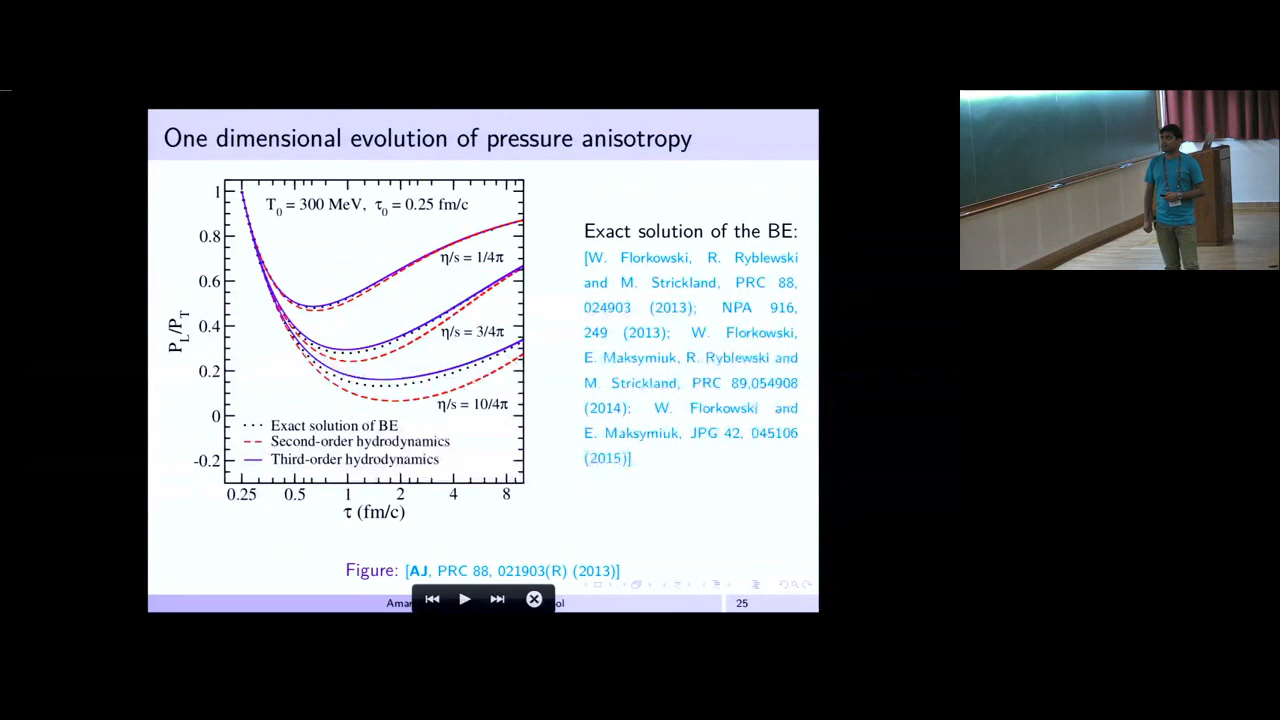 One dimensional evolution of pressure anisotropy
1
0.8
0.6
0.4
0.2
0
-0.2
P_L/P_T
T_0 = 300 MeV, τ_0 = 0.25 fm/c
η/s = 1/4π
η/s = 3/4π
η/s = 10/4π
Exact solution of BE
Second-order hydrodynamics
Third-order hydrodynamics
0.25 0.5 1 2 4 8
τ (fm/c)
Exact solution of the BE:
[W. Florkowski, R. Ryblewski
and M. Strickland, PRC 88,
024903 (2013); NPA 916,
249 (2013); W. Florkowski,
E. Maksymiuk, R. Ryblewski and
M. Strickland, PRC 89,054908
(2014); W. Florkowski and
E. Maksymiuk, JPG 42, 045106
(2015)]
Figure: [AJ, PRC 88, 021903(R) (2013)]
25